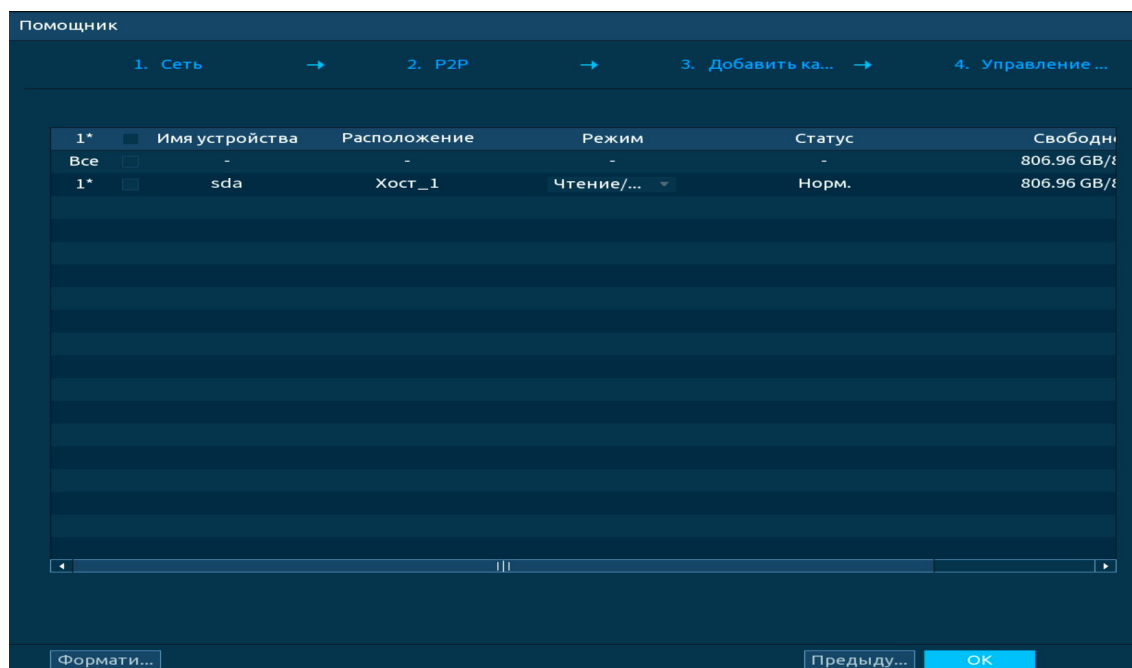 Помощник
1. Сеть → 2. P2P → 3. Добавить ка... → 4. Управление ...
1* Имя устройства Расположение Режим Статус Свободн
Все - - - - 806.96 GB/
1* sda Хост_1 Чтение/... Норм. 806.96 GB/
Формати... Предыду... OK